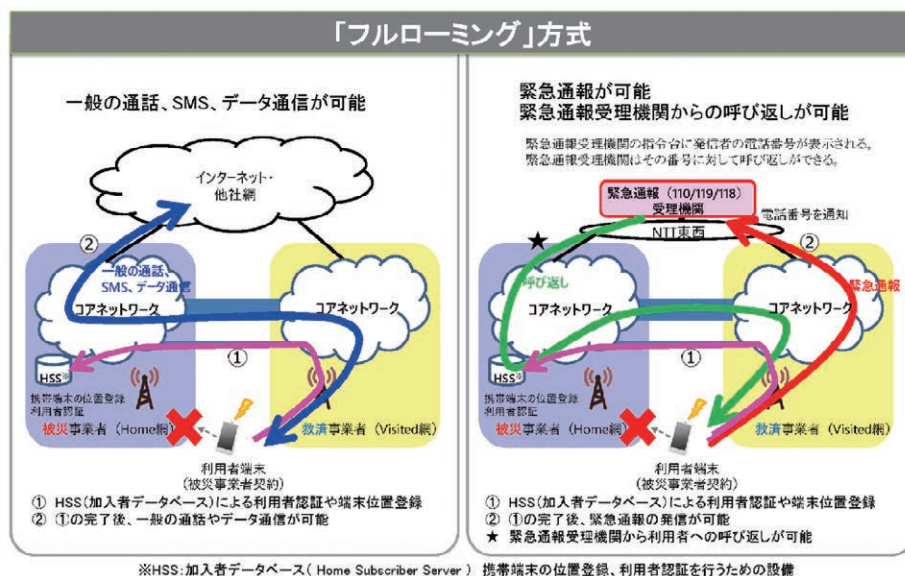 「フルローミング」方式
一般の通話、SMS、データ通信が可能
インターネット・
他社網
②
一般の通話、
SMS、データ通信
コアネットワーク
コアネットワーク
①
HSS※
携帯端末の位置登録
利用者認証
被災事業者（Home網）
救済事業者（Visited網）
利用者端末
（被災事業者契約）
① HSS（加入者データベース）による利用者認証や端末位置登録
② ①の完了後、一般の通話やデータ通信が可能
緊急通報が可能
緊急通報受理機関からの呼び返しが可能
緊急通報受理機関の指令台に発信者の電話番号が表示される。
緊急通報受理機関はその番号に対して呼び返しができる。
緊急通報（110/119/118）
受理機関
電話番号を通知
NTT東西
★
②
呼び返し
緊急通報
コアネットワーク
コアネットワーク
①
HSS※
携帯端末の位置登録
利用者認証
被災事業者（Home網）
救済事業者（Visited網）
利用者端末
（被災事業者契約）
① HSS（加入者データベース）による利用者認証や端末位置登録
② ①の完了後、緊急通報の発信が可能
★ 緊急通報受理機関から利用者への呼び返しが可能
※HSS：加入者データベース（ Home Subscriber Server ） 携帯端末の位置登録、利用者認証を行うための設備